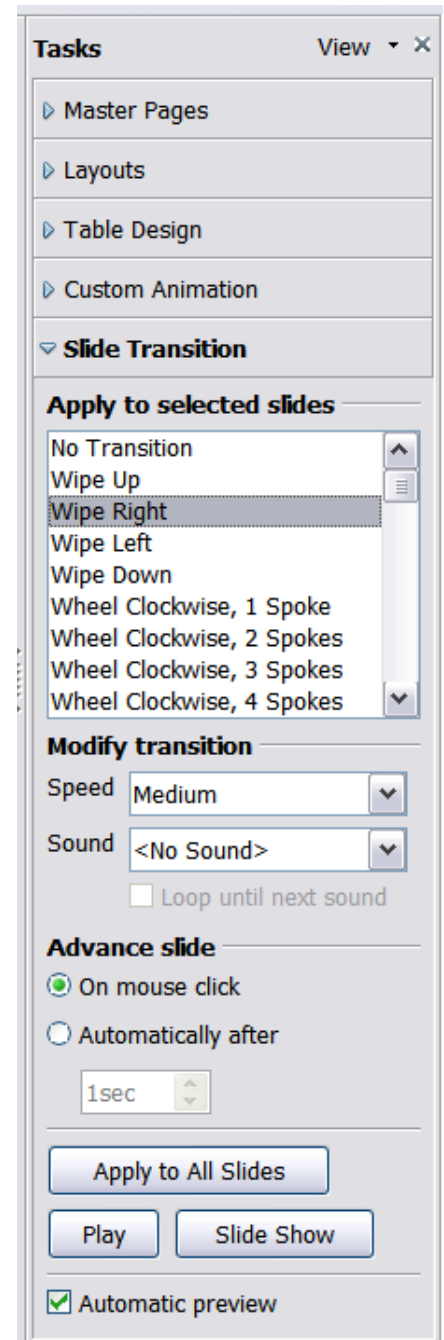 Tasks View
Master Pages
Layouts
Table Design
Custom Animation
Slide Transition
Apply to selected slides
No Transition
Wipe Up
Wipe Right
Wipe Left
Wipe Down
Wheel Clockwise, 1 Spoke
Wheel Clockwise, 2 Spokes
Wheel Clockwise, 3 Spokes
Wheel Clockwise, 4 Spokes
Modify transition
Speed Medium
Sound <No Sound>
Loop until next sound
Advance slide
On mouse click
Automatically after
1sec
Apply to All Slides
Play Slide Show
Automatic preview